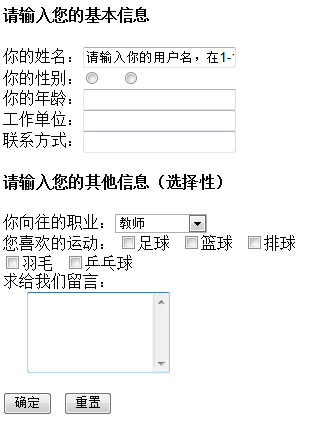 请输入您的基本信息
你的姓名：请输入你的用户名，在1-
你的性别：
你的年龄：
工作单位：
联系方式：
请输入您的其他信息（选择性）
你向往的职业：教师
您喜欢的运动：足球 篮球 排球
羽毛 乒乓球
求给我们留言：
确定 重置